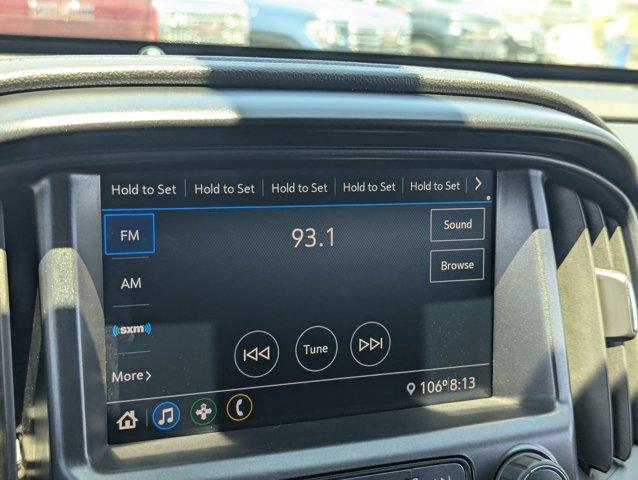 Hold to Set Hold to Set Hold to Set Hold to Set Hold to Set >
FM 93.1 Sound
AM Browse
((sxm))
Tune
More >
106° 8:13